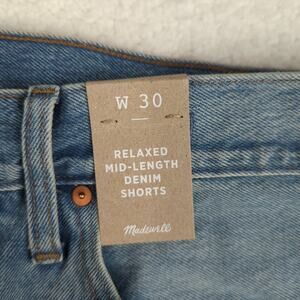 W 30
RELAXED
MID-LENGTH
DENIM
SHORTS
Madewell